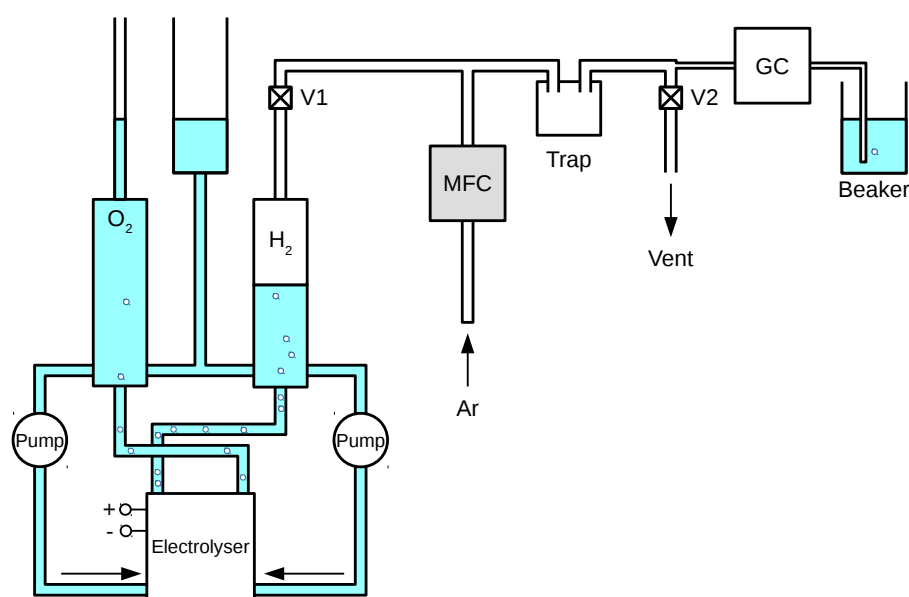 V1
V2
GC
Trap
MFC
Beaker
O2
H2
Vent
Ar
Pump
Pump
+
-
Electrolyser